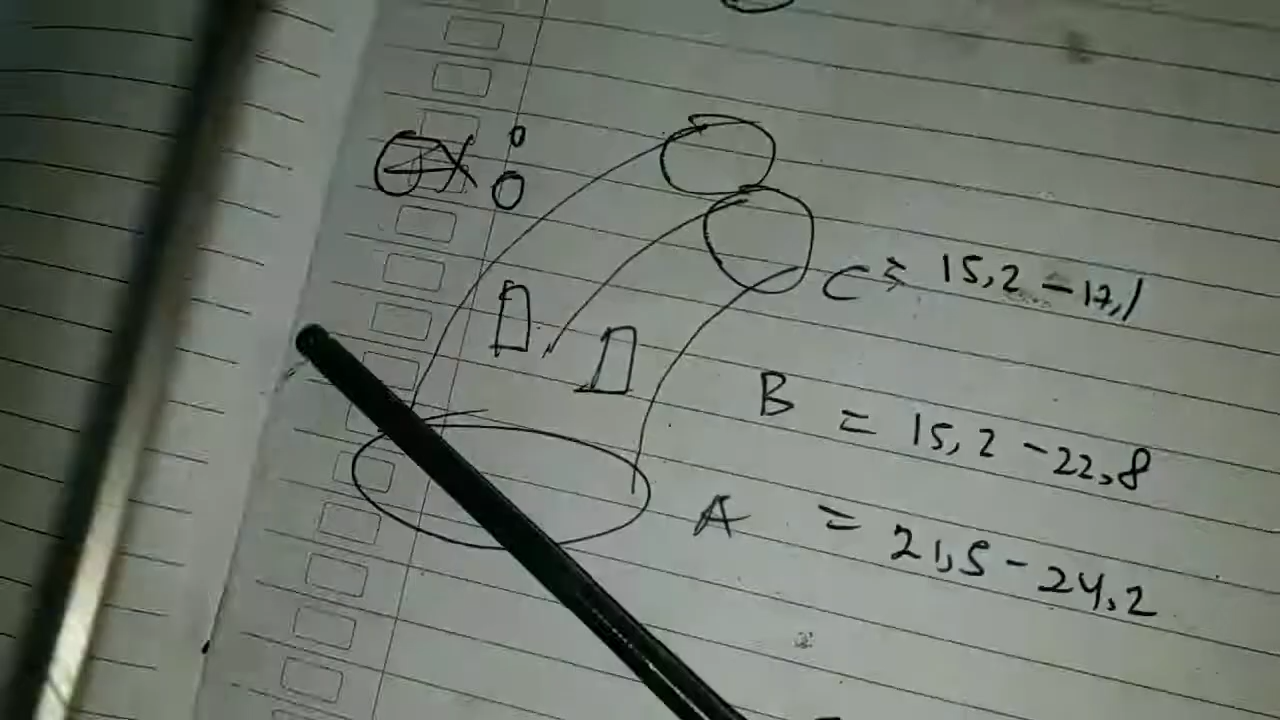 C = 15,2 - 17,1
B = 15,2 - 22,8
A = 21,5 - 24,2